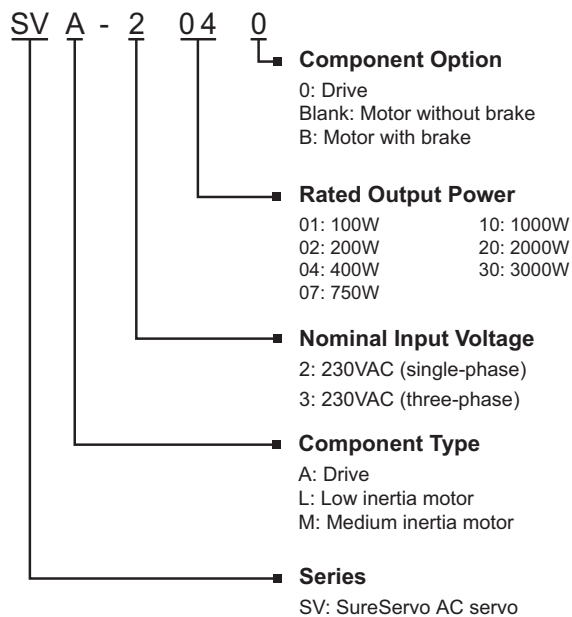 SV A - 2 04 0
Component Option
0: Drive
Blank: Motor without brake
B: Motor with brake
Rated Output Power
01: 100W 10: 1000W
02: 200W 20: 2000W
04: 400W 30: 3000W
07: 750W
Nominal Input Voltage
2: 230VAC (single-phase)
3: 230VAC (three-phase)
Component Type
A: Drive
L: Low inertia motor
M: Medium inertia motor
Series
SV: SureServo AC servo